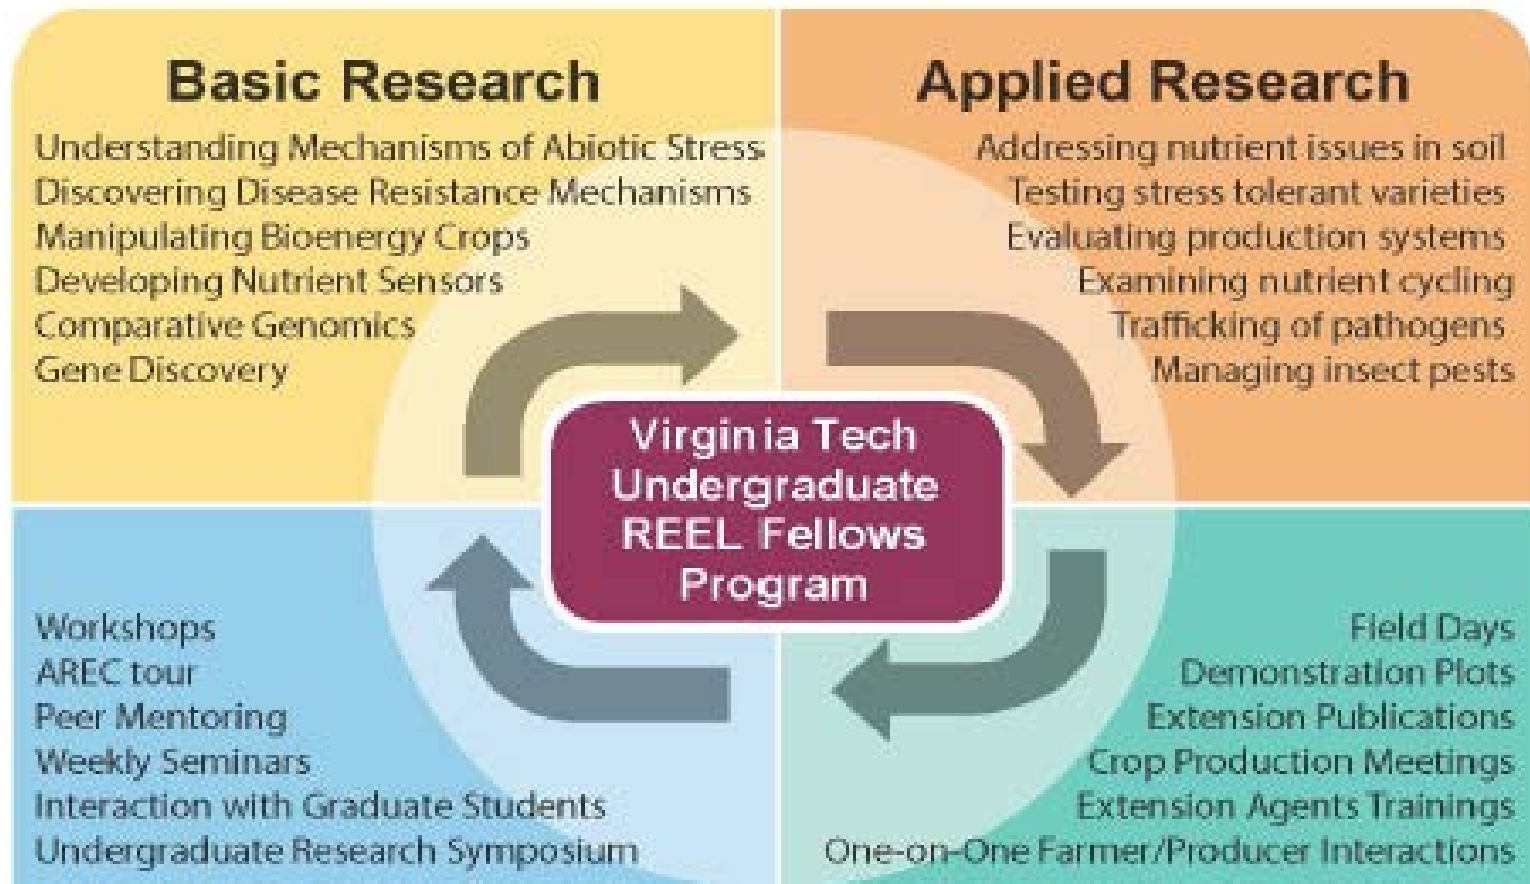 Basic Research
Understanding Mechanisms of Abiotic Stress
Discovering Disease Resistance Mechanisms
Manipulating Bioenergy Crops
Developing Nutrient Sensors
Comparative Genomics
Gene Discovery
Applied Research
Addressing nutrient issues in soil
Testing stress tolerant varieties
Evaluating production systems
Examining nutrient cycling
Trafficking of pathogens
Managing insect pests
Virginia Tech
Undergraduate
REEL Fellows
Program
Workshops
AREC tour
Peer Mentoring
Weekly Seminars
Interaction with Graduate Students
Undergraduate Research Symposium
Field Days
Demonstration Plots
Extension Publications
Crop Production Meetings
Extension Agents Trainings
One-on-One Farmer/Producer Interactions